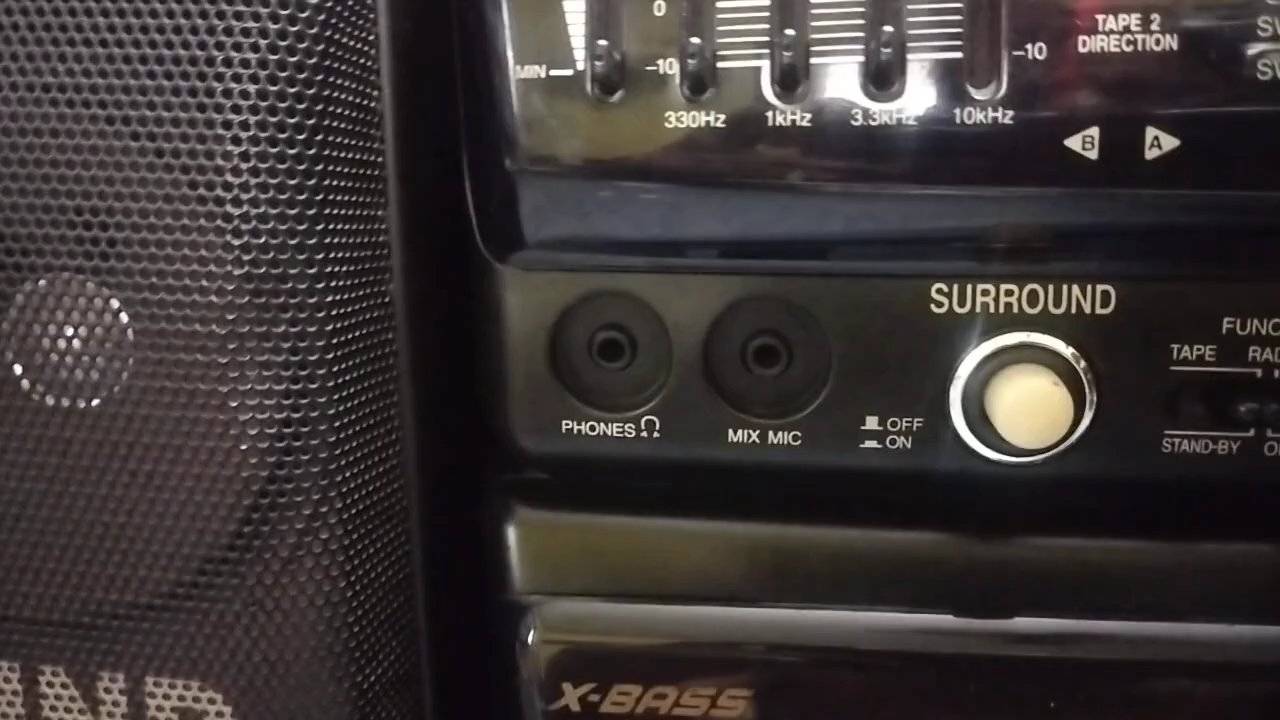 0
MIN
-10
-10
330Hz 1kHz 3.3kHz 10kHz
TAPE 2
DIRECTION
B A
SURROUND
TAPE
PHONES
MIX MIC
OFF
ON
STAND-BY
X-BASS